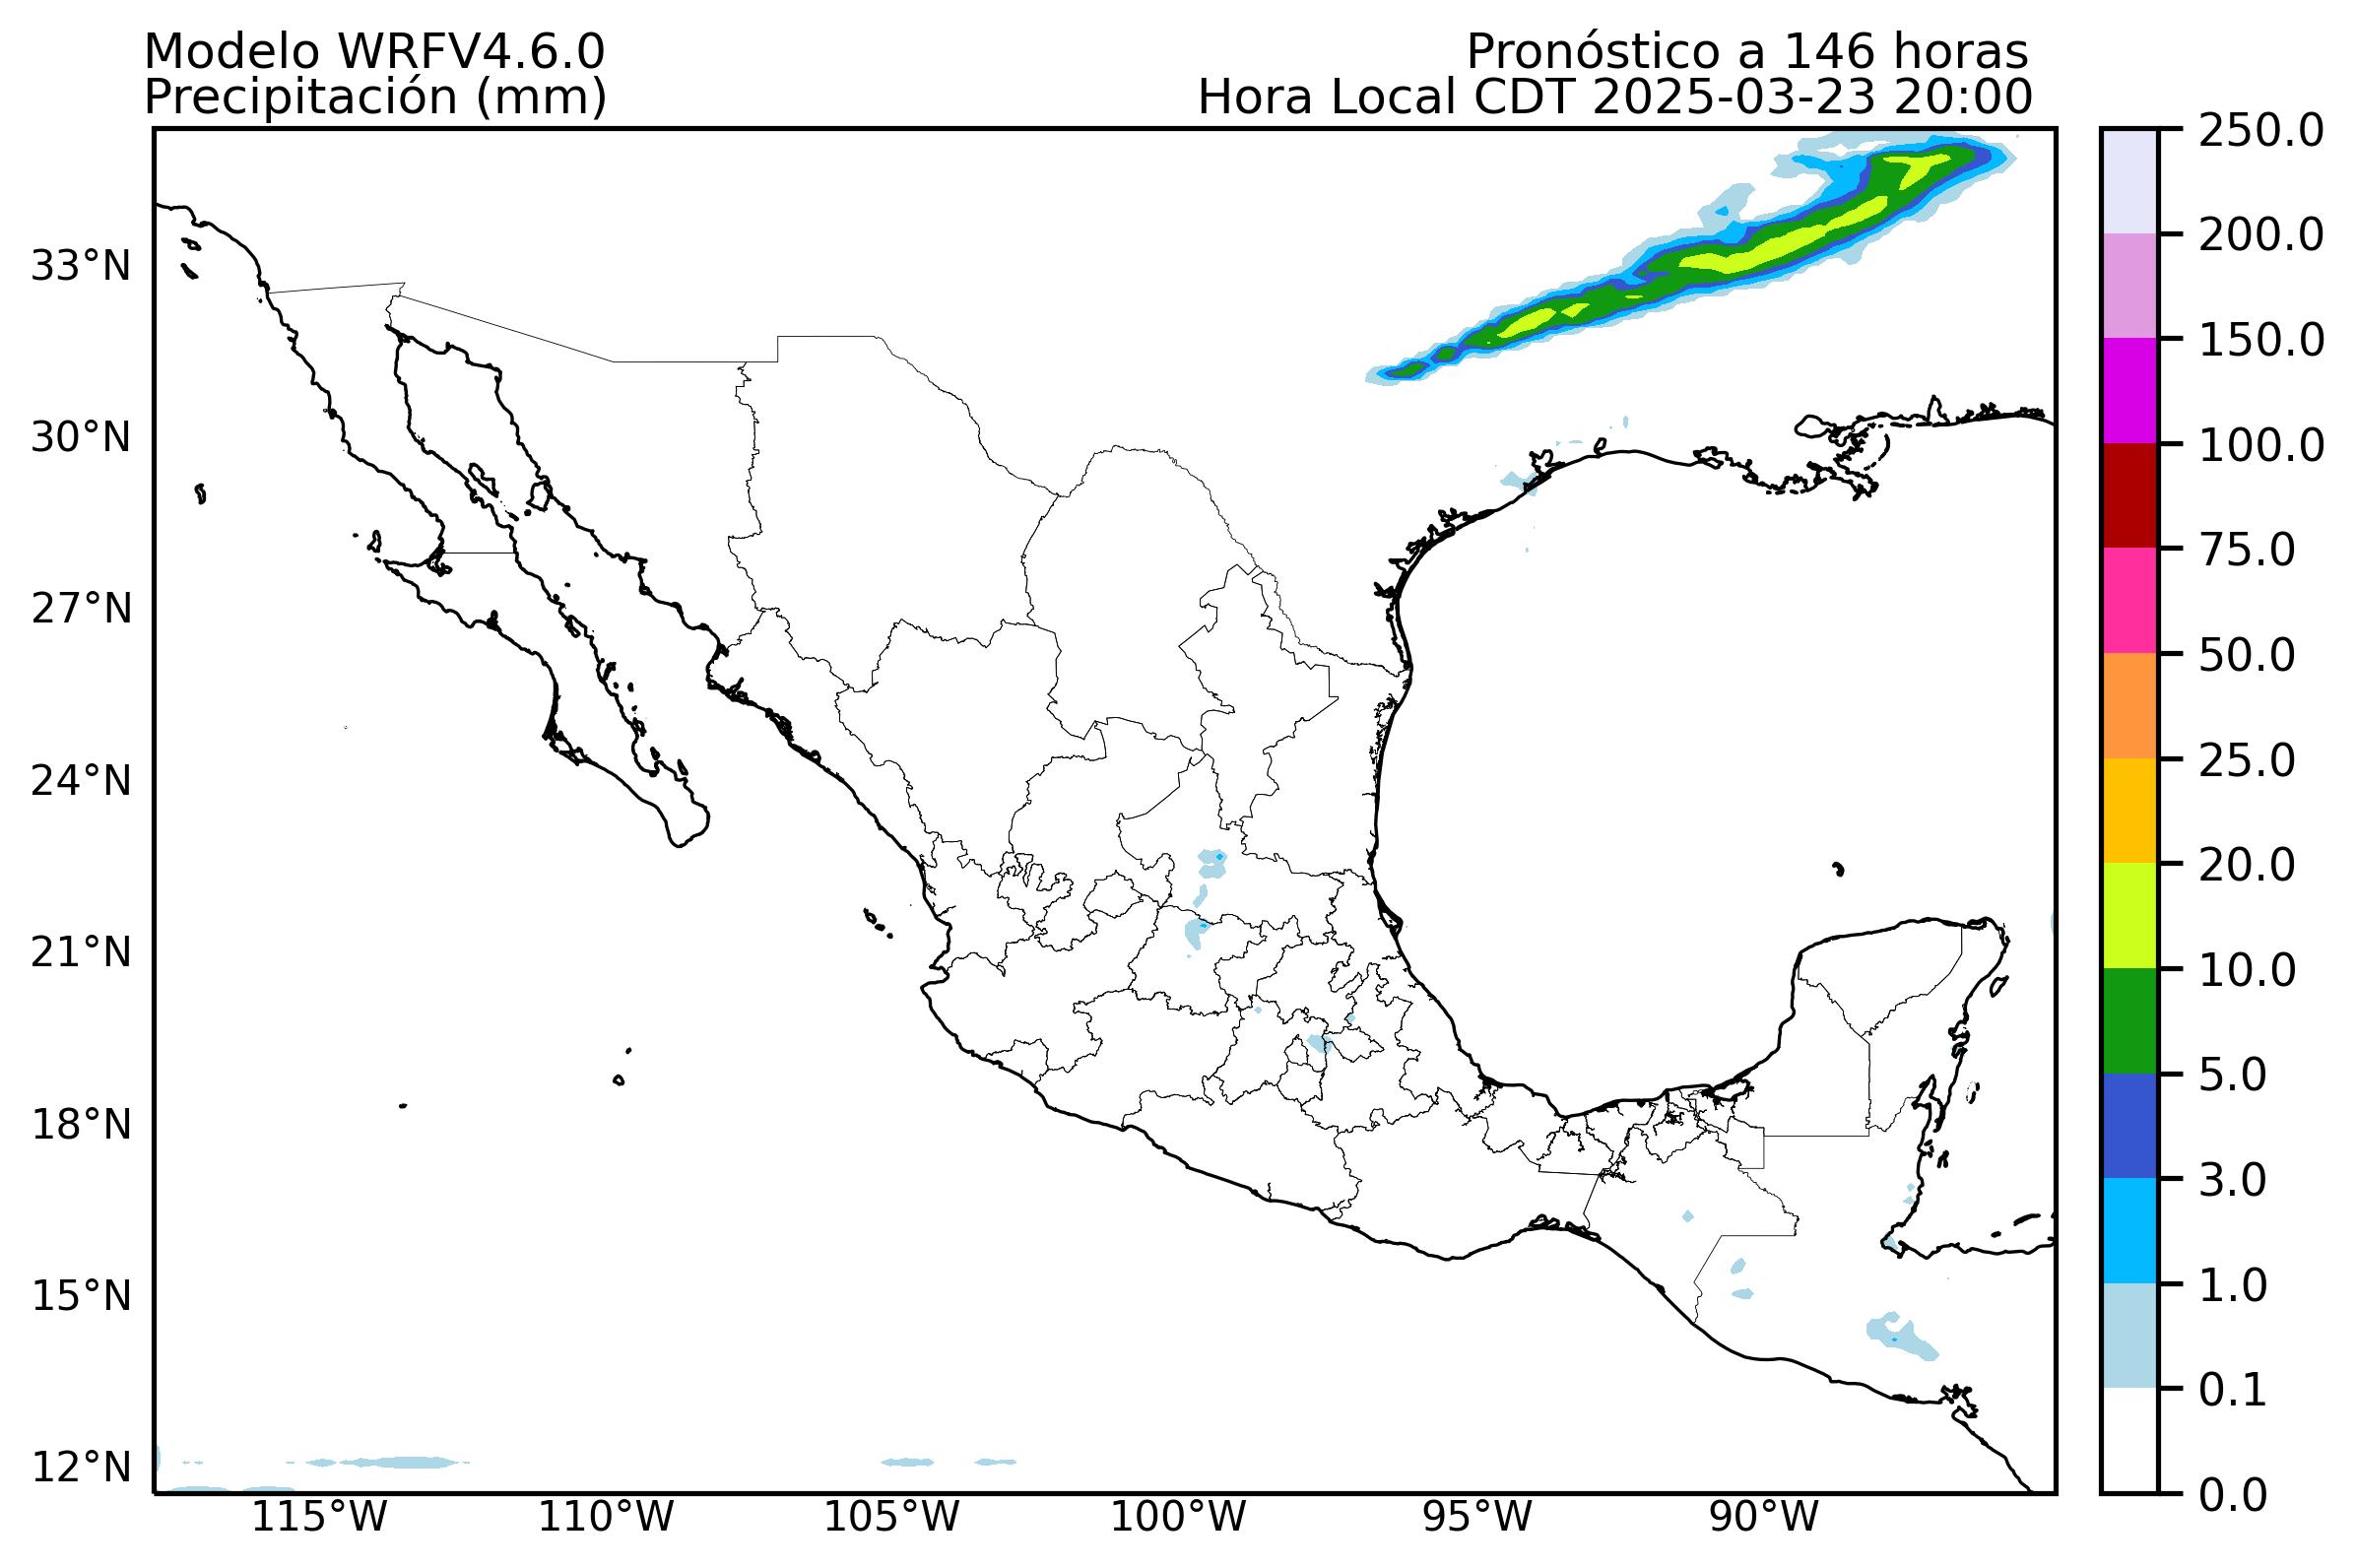 Modelo WRFV4.6.0
Precipitación (mm)
Pronóstico a 146 horas
Hora Local CDT 2025-03-23 20:00
33°N
30°N
27°N
24°N
21°N
18°N
15°N
12°N
115°W
110°W
105°W
100°W
95°W
90°W
250.0
200.0
150.0
100.0
75.0
50.0
25.0
20.0
10.0
5.0
3.0
1.0
0.1
0.0